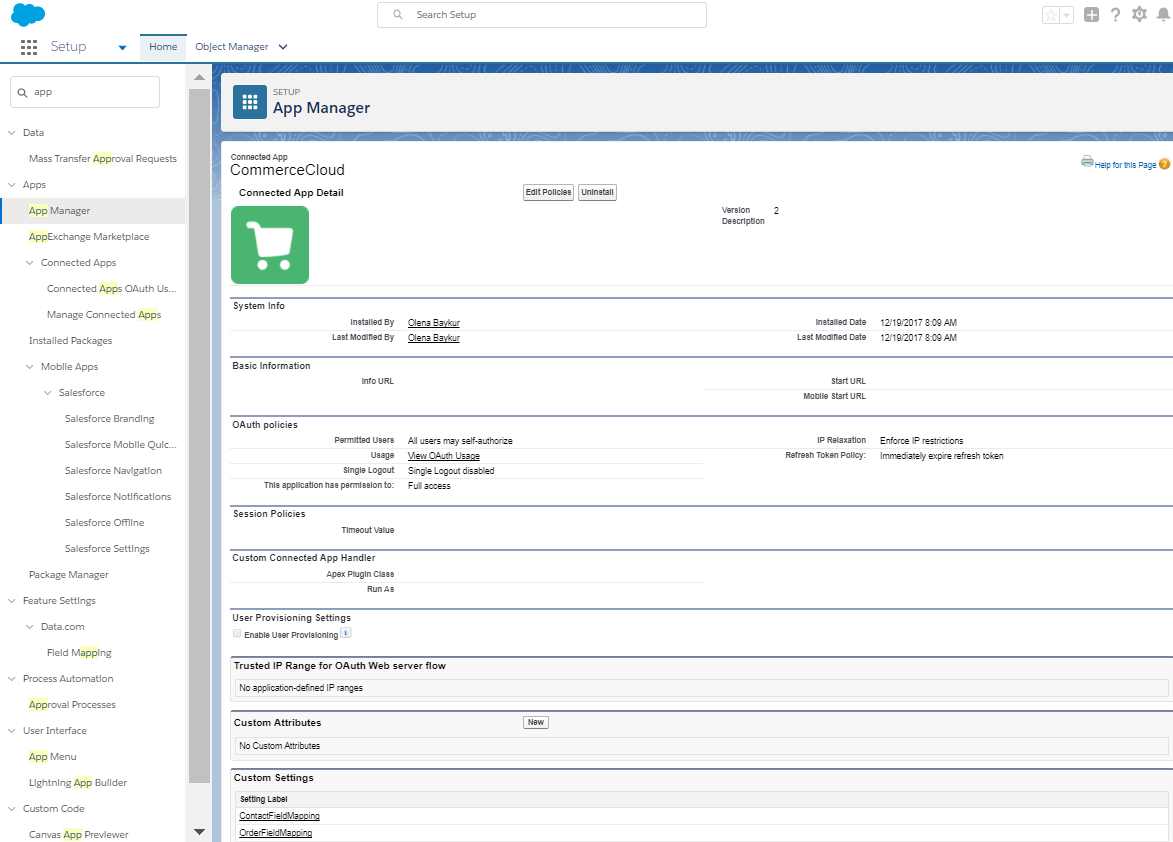 Search Setup
Setup
Home
Object Manager
app
Data
Mass Transfer Approval Requests
Apps
App Manager
AppExchange Marketplace
Connected Apps
Connected Apps OAuth Us...
Manage Connected Apps
Installed Packages
Mobile Apps
Salesforce
Salesforce Branding
Salesforce Mobile Quic...
Salesforce Navigation
Salesforce Notifications
Salesforce Offline
Salesforce Settings
Package Manager
Feature Settings
Data.com
Field Mapping
Process Automation
Approval Processes
User Interface
App Menu
Lightning App Builder
Custom Code
Canvas App Previewer
SETUP
App Manager
Connected App
CommerceCloud
Help for this Page ?
Connected App Detail
Edit Policies Uninstall
Version 2
Description
System Info
Installed By Olena Baykur Installed Date 12/19/2017 8:09 AM
Last Modified By Olena Baykur Last Modified Date 12/19/2017 8:09 AM
Basic Information
Info URL Start URL
Mobile Start URL
OAuth policies
Permitted Users All users may self-authorize IP Relaxation Enforce IP restrictions
Usage View OAuth Usage Refresh Token Policy: Immediately expire refresh token
Single Logout Single Logout disabled
This application has permission to: Full access
Session Policies
Timeout Value
Custom Connected App Handler
Apex Plugin Class
Run As
User Provisioning Settings
Enable User Provisioning i
Trusted IP Range for OAuth Web server flow
No application-defined IP ranges
Custom Attributes New
No Custom Attributes
Custom Settings
Setting Label
ContactFieldMapping
OrderFieldMapping